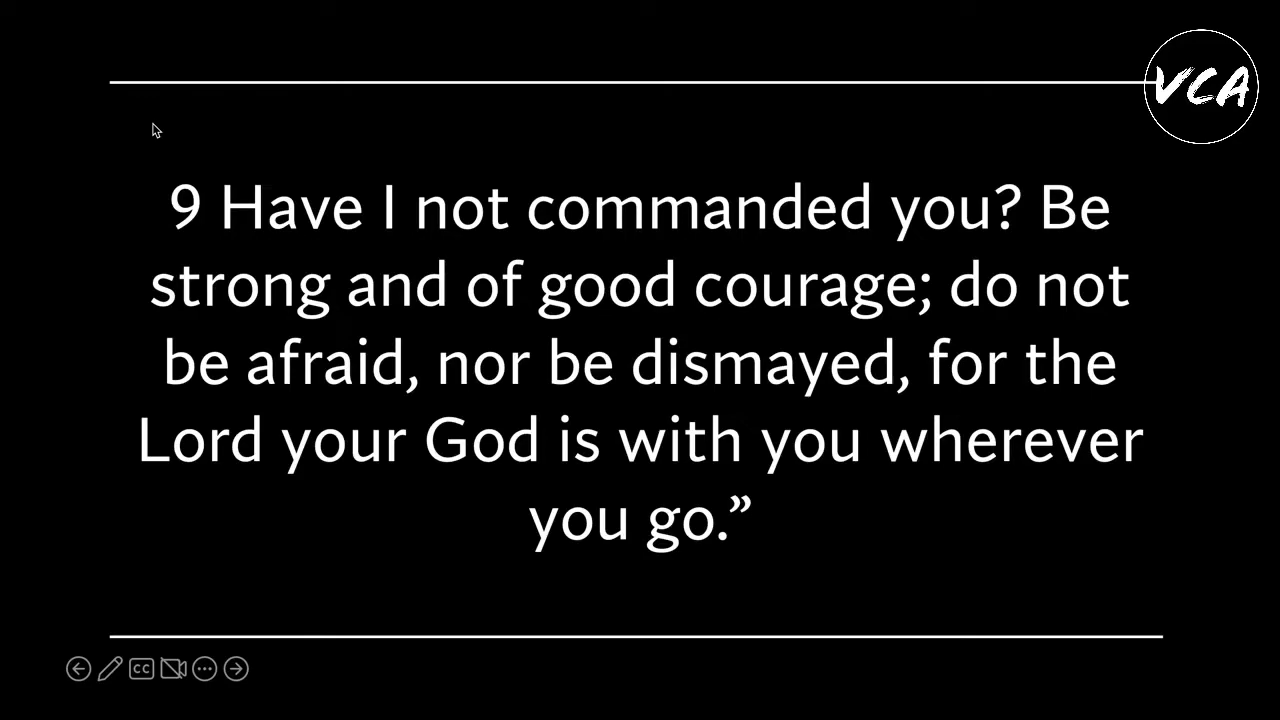 VCA
9 Have I not commanded you? Be
strong and of good courage; do not
be afraid, nor be dismayed, for the
Lord your God is with you wherever
you go.”
CC